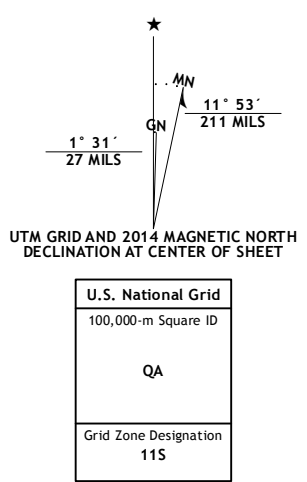 ★
MN
GN
11° 53´
211 MILS
1° 31´
27 MILS
UTM GRID AND 2014 MAGNETIC NORTH
DECLINATION AT CENTER OF SHEET
U.S. National Grid
100,000-m Square ID
QA
Grid Zone Designation
11S